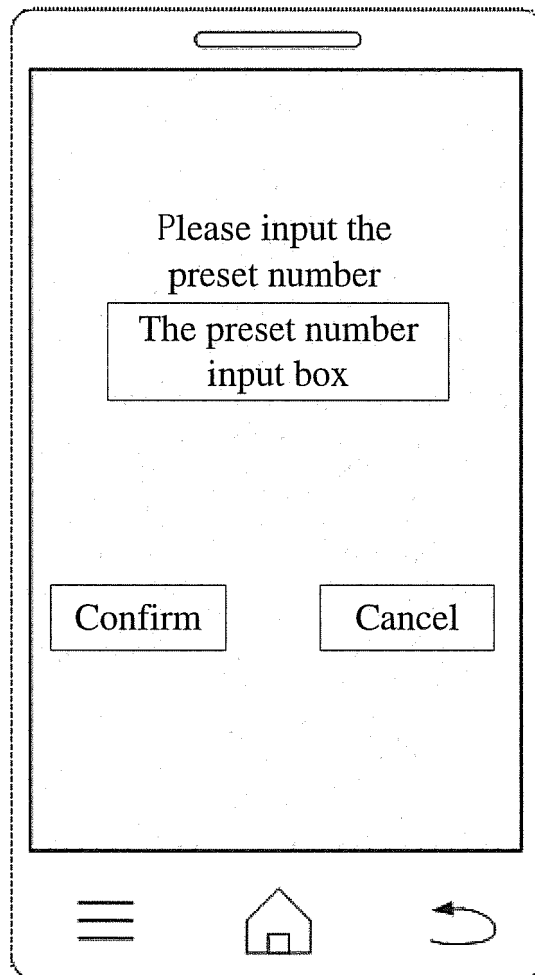 Please input the
preset number
The preset number
input box
Confirm
Cancel